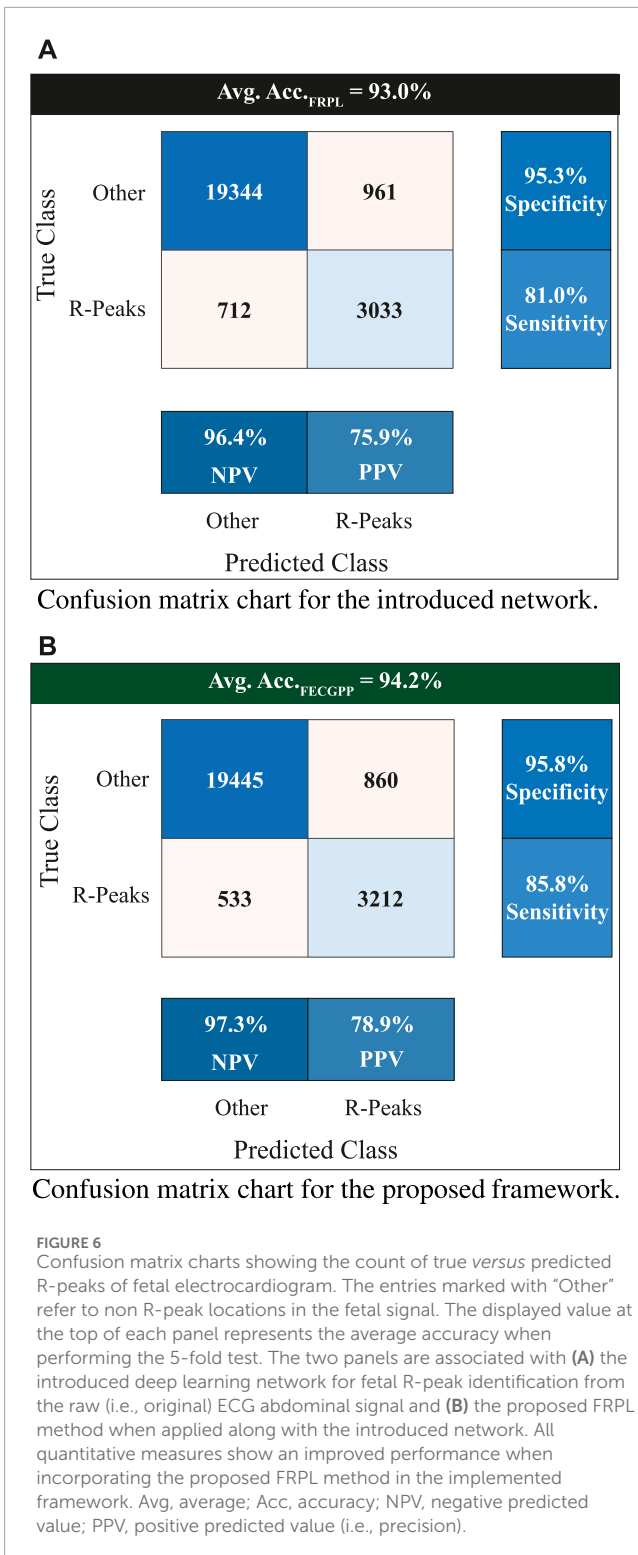 A
Avg. Acc.FRPL = 93.0%
True Class
Other
19344
961
95.3%
Specificity
R-Peaks
712
3033
81.0%
Sensitivity
96.4%
NPV
75.9%
PPV
Other
R-Peaks
Predicted Class
Confusion matrix chart for the introduced network.
B
Avg. Acc.FECGPP = 94.2%
True Class
Other
19445
860
95.8%
Specificity
R-Peaks
533
3212
85.8%
Sensitivity
97.3%
NPV
78.9%
PPV
Other
R-Peaks
Predicted Class
Confusion matrix chart for the proposed framework.
FIGURE 6
Confusion matrix charts showing the count of true versus predicted
R-peaks of fetal electrocardiogram. The entries marked with “Other”
refer to non R-peak locations in the fetal signal. The displayed value at
the top of each panel represents the average accuracy when
performing the 5-fold test. The two panels are associated with (A) the
introduced deep learning network for fetal R-peak identification from
the raw (i.e., original) ECG abdominal signal and (B) the proposed FRPL
method when applied along with the introduced network. All
quantitative measures show an improved performance when
incorporating the proposed FRPL method in the implemented
framework. Avg, average; Acc, accuracy; NPV, negative predicted
value; PPV, positive predicted value (i.e., precision).